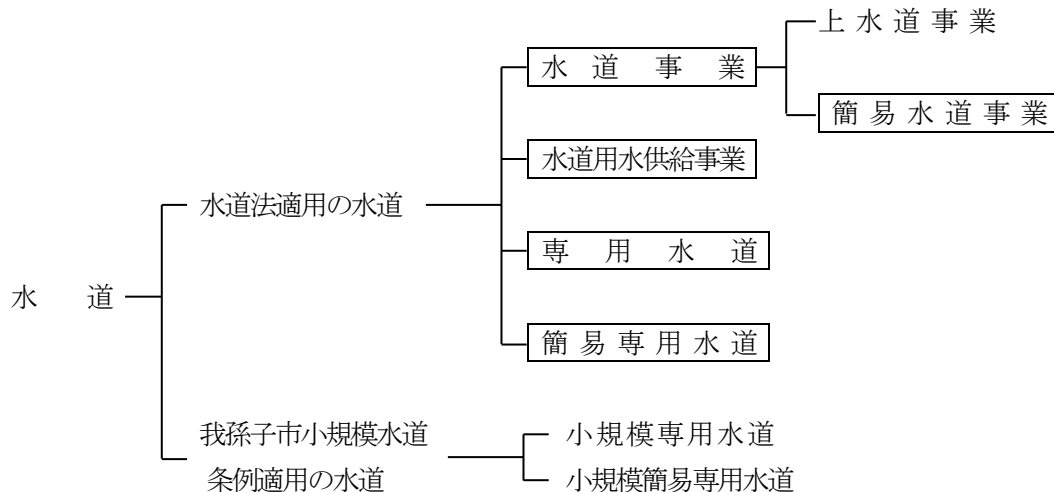 上水道事業
水道事業
簡易水道事業
水道用水供給事業
水道法適用の水道
専用水道
水道
簡易専用水道
我孫子市小規模水道
条例適用の水道
小規模専用水道
小規模簡易専用水道